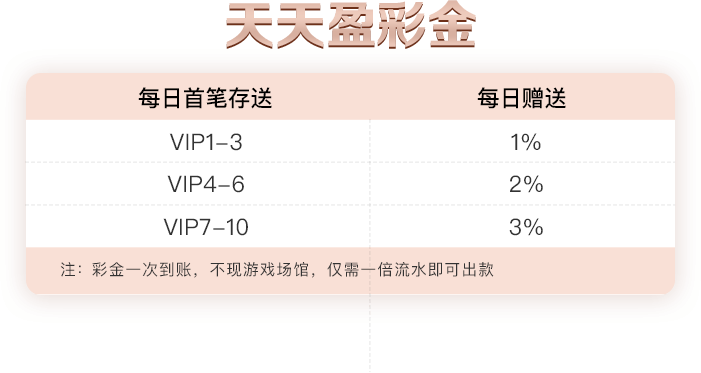 天天盈彩金
每日首笔存送 每日赠送
VIP1-3 1%
VIP4-6 2%
VIP7-10 3%
注：彩金一次到账，不现游戏场馆，仅需一倍流水即可出款